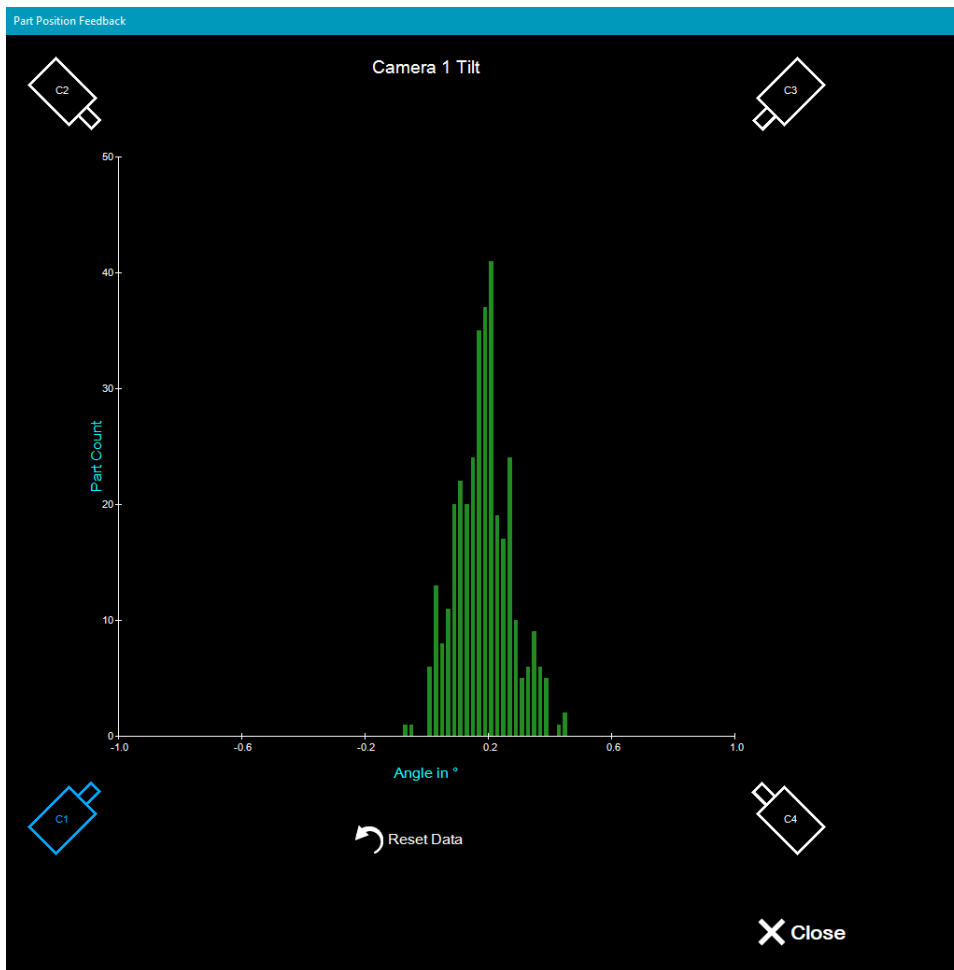 Part Position Feedback
Camera 1 Tilt
C2
C3
50
40
30
20
10
0
Part Count
-1.0
-0.6
-0.2
0.2
0.6
1.0
Angle in °
C1
C4
Reset Data
Close